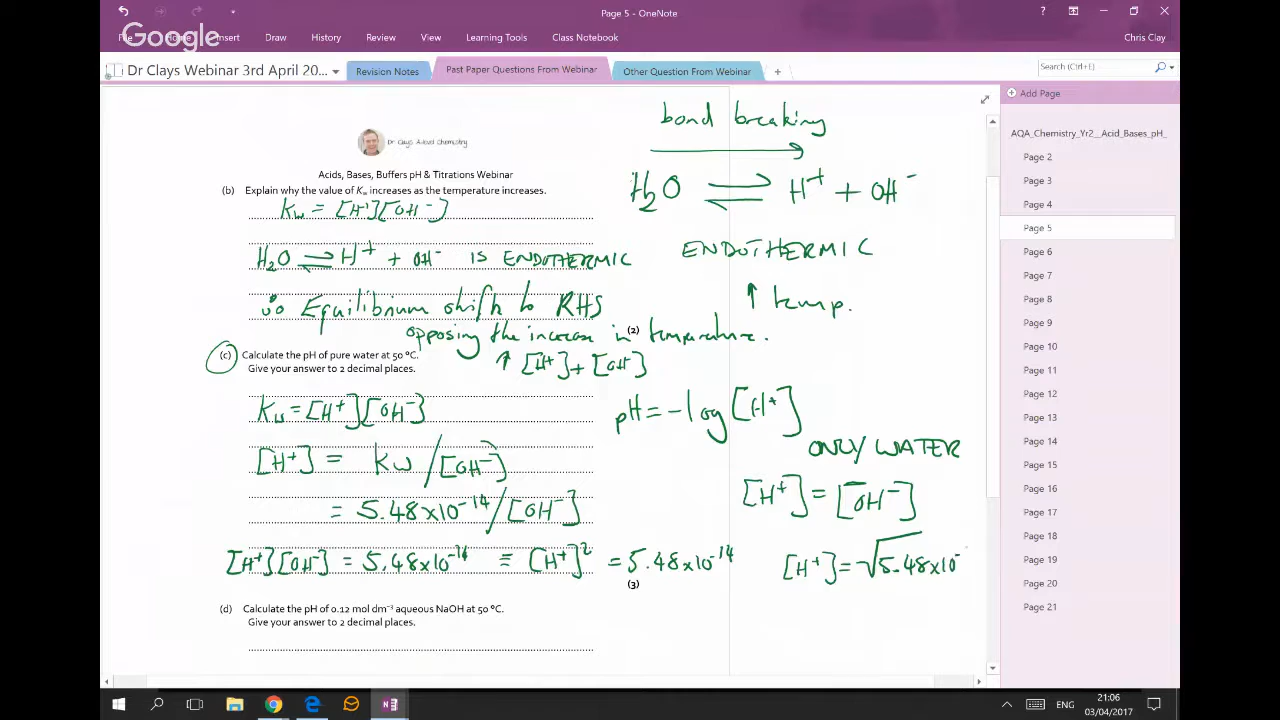 Page 5 - OneNote
Google
File Home Insert Draw History Review View Learning Tools Class Notebook
Chris Clay
Dr Clays Webinar 3rd April 20...
Revision Notes
Past Paper Questions From Webinar
Other Question From Webinar
Search (Ctrl+E)
Add Page
AQA_Chemistry_Yr2__Acid_Bases_pH_
Page 2
Page 3
Page 4
Page 5
Page 6
Page 7
Page 8
Page 9
Page 10
Page 11
Page 12
Page 13
Page 14
Page 15
Page 16
Page 17
Page 18
Page 19
Page 20
Page 21
Dr. Clays A-level Chemistry
Acids, Bases, Buffers pH & Titrations Webinar
(b) Explain why the value of Kw increases as the temperature increases.
Kw = [H+][OH-]
H2O ⇌ H+ + OH- IS ENDOTHERMIC
∴ Equilibrium shift to RHS
opposing the increase in temperature.
(2)
↑ [H+] + [OH-]
(c) Calculate the pH of pure water at 50 °C.
Give your answer to 2 decimal places.
Kw = [H+][OH-]
[H+] = Kw / [OH-]
= 5.48x10-14 / [OH-]
[H+][OH-] = 5.48x10-14 ≡ [H+]2 = 5.48x10-14
(3)
(d) Calculate the pH of 0.12 mol dm-3 aqueous NaOH at 50 °C.
Give your answer to 2 decimal places.
bond breaking
H2O ⇌ H+ + OH-
ENDOTHERMIC
↑ temp.
pH = -log [H+]
ONLY WATER
[H+] = [OH-]
[H+] = √5.48x10-
ENG
21:06
03/04/2017